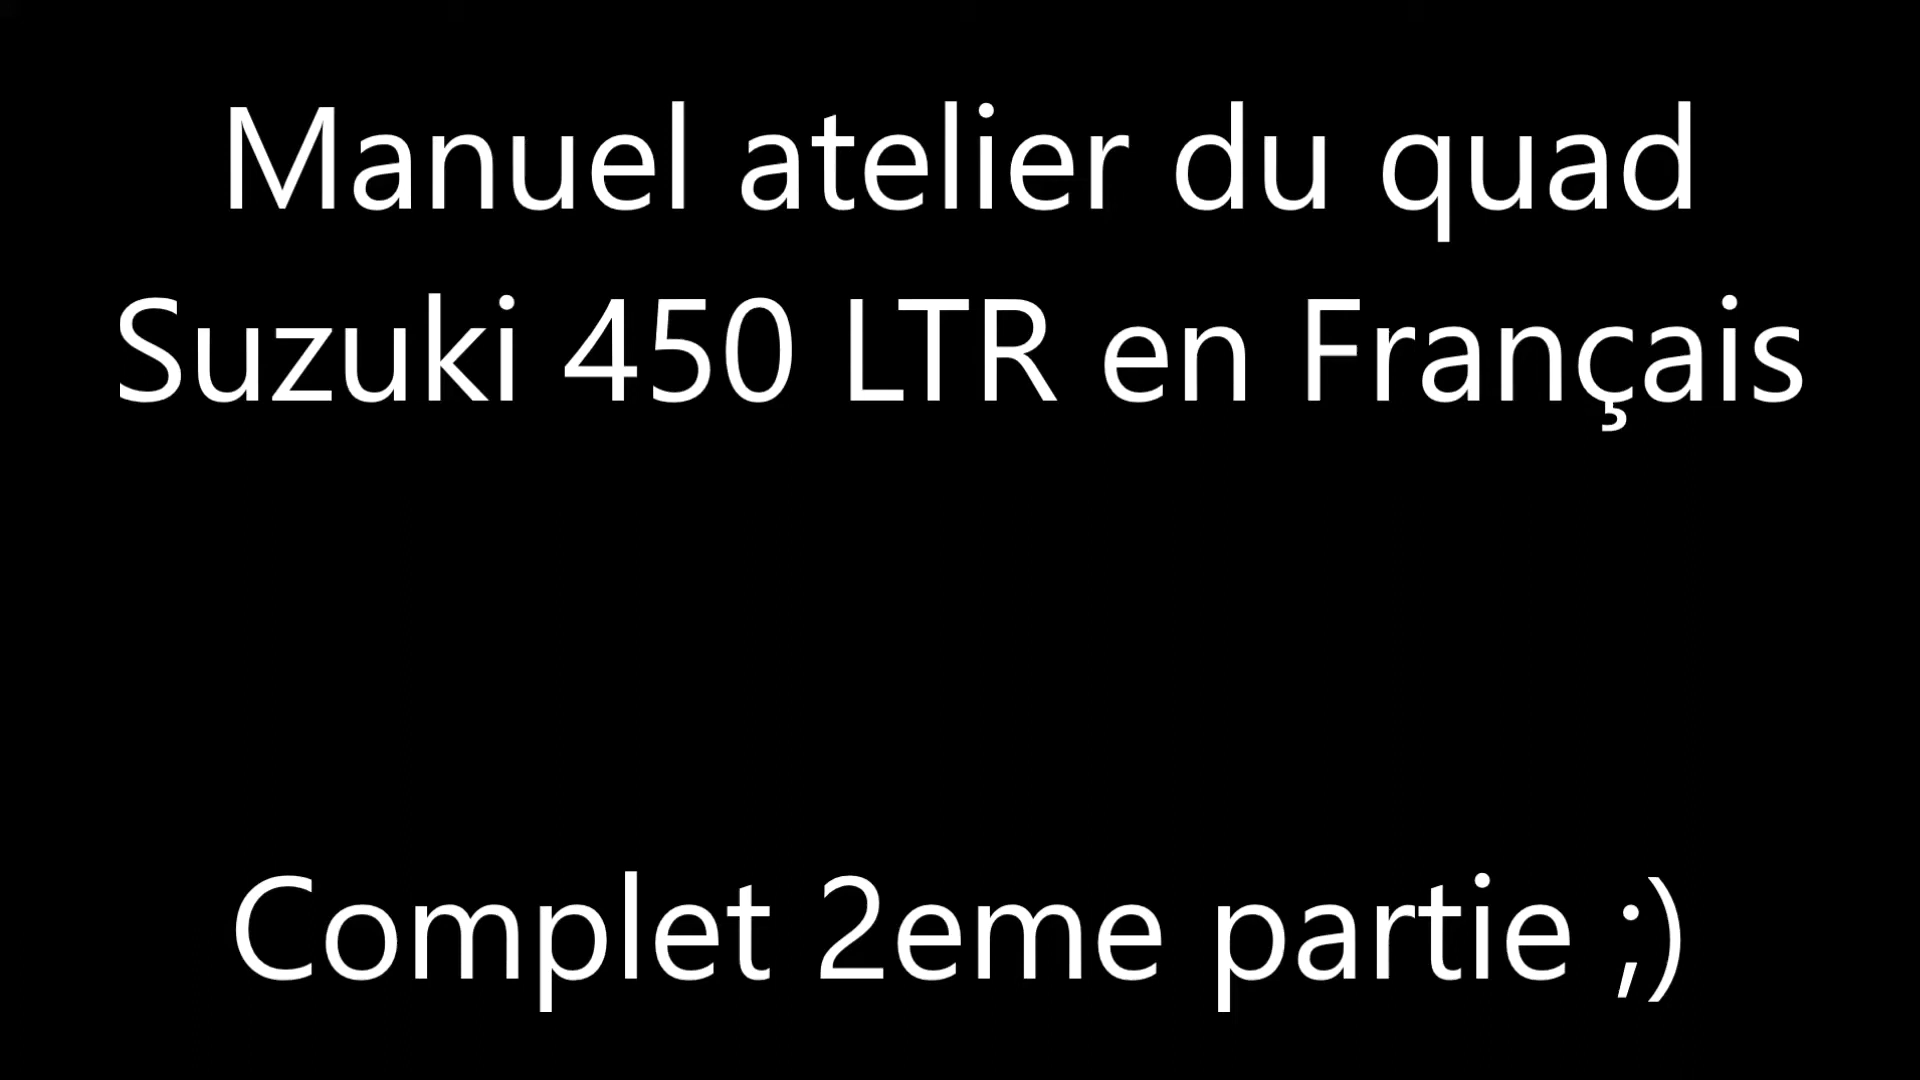 Manuel atelier du quad
Suzuki 450 LTR en Français
Complet 2eme partie ;)